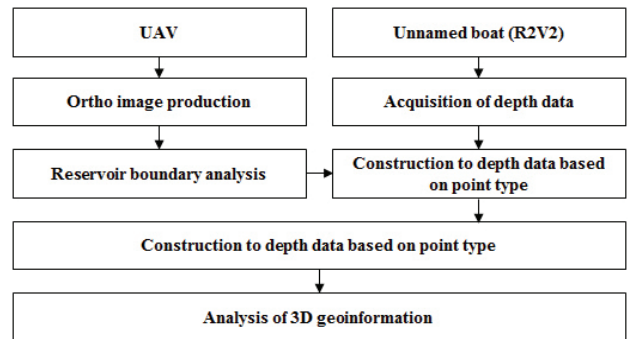 UAV
Unnamed boat (R2V2)
Ortho image production
Acquisition of depth data
Reservoir boundary analysis
Construction to depth data based
on point type
Construction to depth data based on point type
Analysis of 3D geoinformation